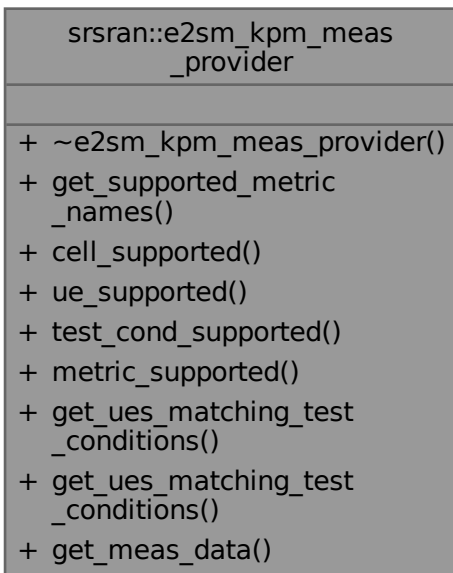 srsran::e2sm_kpm_meas
_provider
+ ~e2sm_kpm_meas_provider()
+ get_supported_metric
_names()
+ cell_supported()
+ ue_supported()
+ test_cond_supported()
+ metric_supported()
+ get_ues_matching_test
_conditions()
+ get_ues_matching_test
_conditions()
+ get_meas_data()